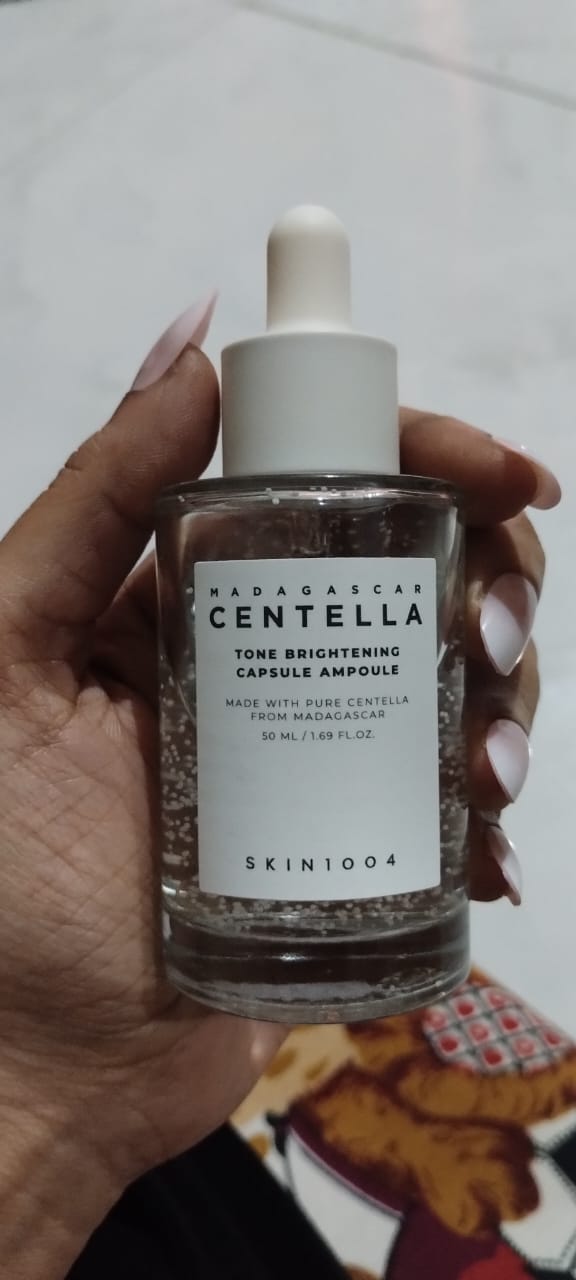 MADAGASCAR
CENTELLA
TONE BRIGHTENING
CAPSULE AMPOULE
MADE WITH PURE CENTELLA
FROM MADAGASCAR
50 ML / 1.69 FL.OZ.
SKIN1004